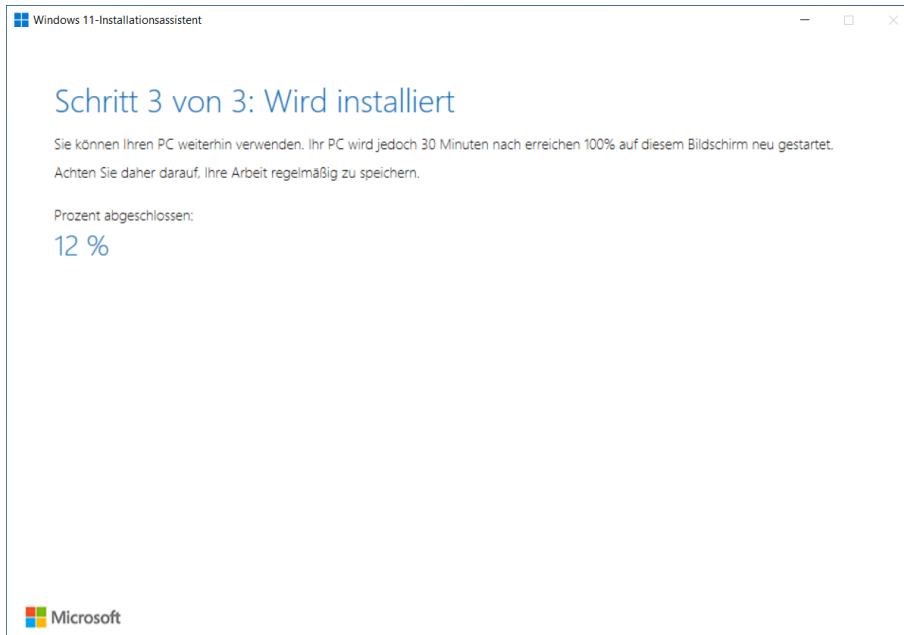 Windows 11-Installationsassistent
Schritt 3 von 3: Wird installiert
Sie können Ihren PC weiterhin verwenden. Ihr PC wird jedoch 30 Minuten nach erreichen 100% auf diesem Bildschirm neu gestartet.
Achten Sie daher darauf, Ihre Arbeit regelmäßig zu speichern.
Prozent abgeschlossen:
12 %
Microsoft